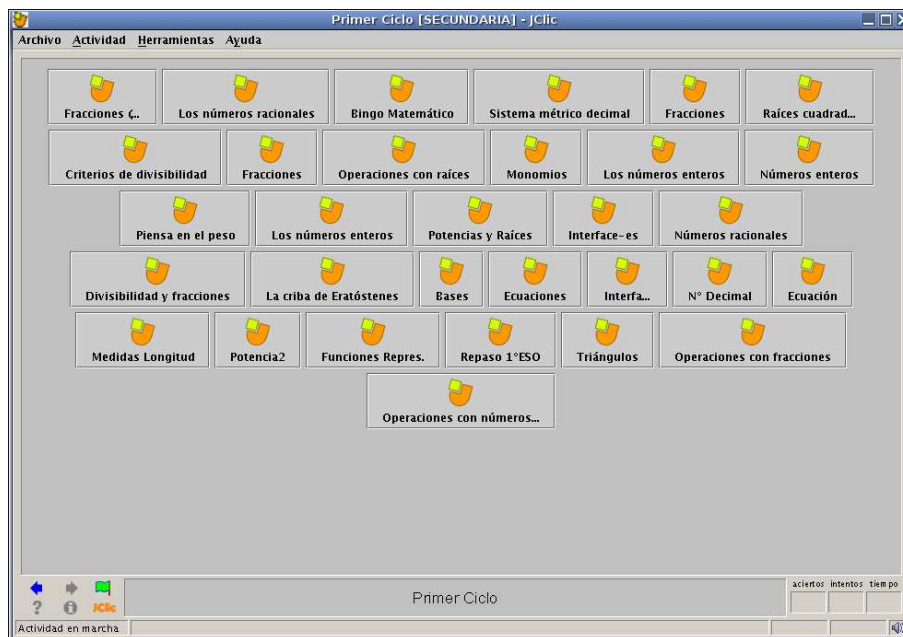 Primer Ciclo [SECUNDARIA] - JClic
Archivo Actividad Herramientas Ayuda
Fracciones (... Los números racionales Bingo Matemático Sistema métrico decimal Fracciones Raíces cuadrad...
Criterios de divisibilidad Fracciones Operaciones con raíces Monomios Los números enteros Números enteros
Piensa en el peso Los números enteros Potencias y Raíces Interface-es Números racionales
Divisibilidad y fracciones La criba de Eratóstenes Bases Ecuaciones Interfa... N° Decimal Ecuación
Medidas Longitud Potencia2 Funciones Repres. Repaso 1°ESO Triángulos Operaciones con fracciones
Operaciones con números...
aciertos intentos tiempo
Primer Ciclo
JClic
Actividad en marcha